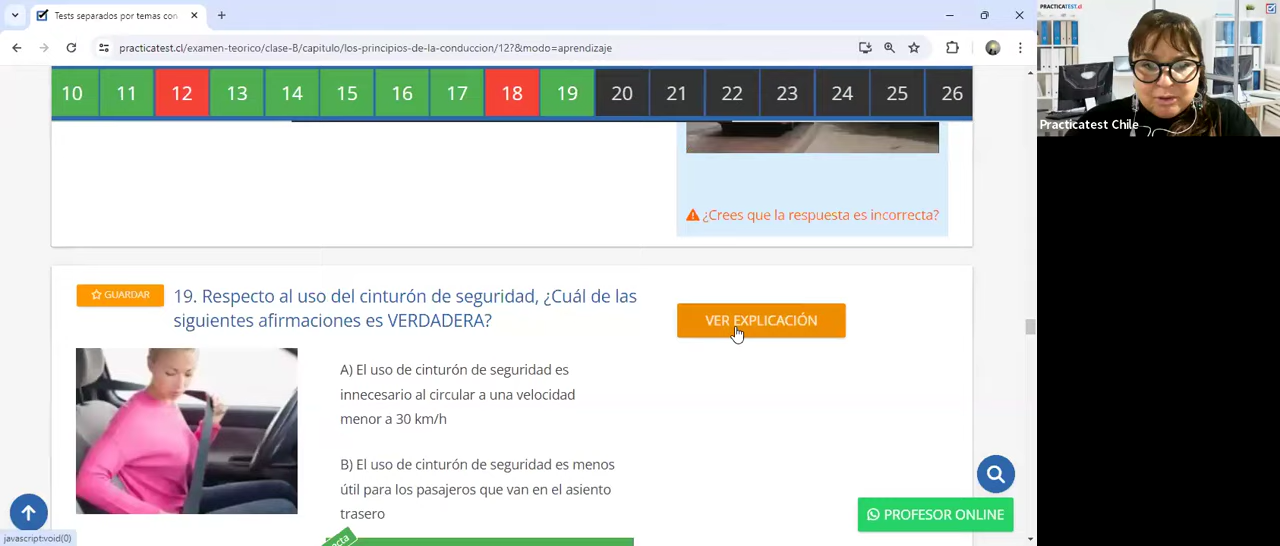 Tests separados por temas con
practicatest.cl/examen-teorico/clase-B/capitulo/los-principios-de-la-conduccion/12?&modo=aprendizaje
PRACTICATEST.cl
Practicatest Chile
10 11 12 13 14 15 16 17 18 19 20 21 22 23 24 25 26
¿Crees que la respuesta es incorrecta?
GUARDAR
19. Respecto al uso del cinturón de seguridad, ¿Cuál de las
siguientes afirmaciones es VERDADERA?
VER EXPLICACIÓN
A) El uso de cinturón de seguridad es
innecesario al circular a una velocidad
menor a 30 km/h
B) El uso de cinturón de seguridad es menos
útil para los pasajeros que van en el asiento
trasero
PROFESOR ONLINE
javascript:void(0)